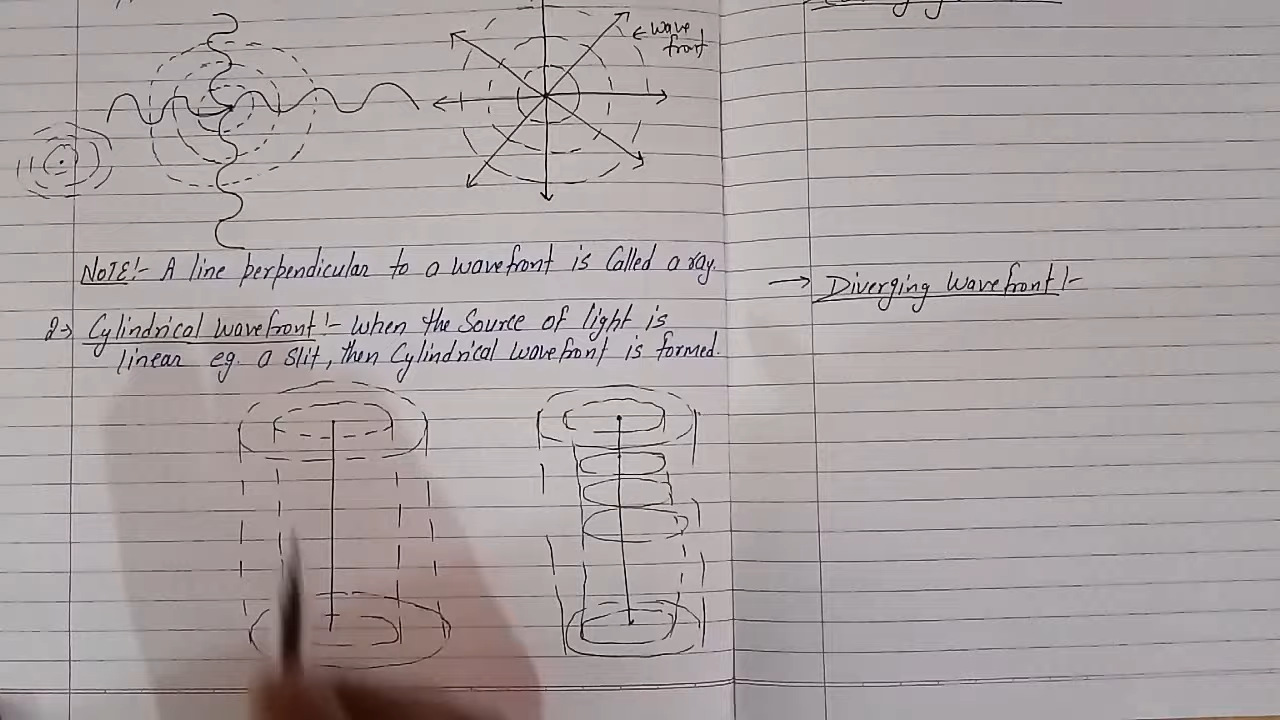 ← wave
front
NOTE!- A line perpendicular to a wavefront is Called a ray.
2→ Cylindrical wavefront!- When the Source of light is
linear eg. a Slit, then Cylindrical wavefront is formed.
→ Diverging Wavefront!-